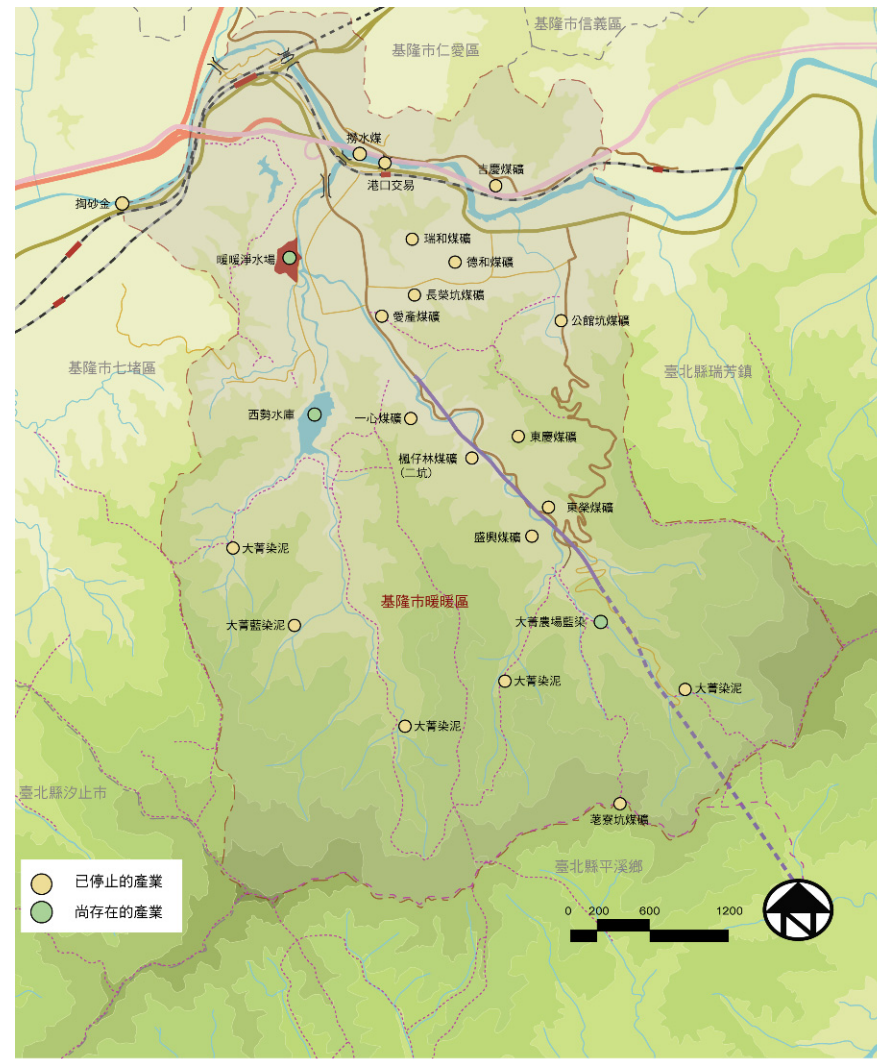 基隆市信義區
基隆市仁愛區
撈水煤
港口交易
吉慶煤礦
掏砂金
瑞和煤礦
暖暖淨水場
德和煤礦
長榮坑煤礦
愛產煤礦
公館坑煤礦
基隆市七堵區
臺北縣瑞芳鎮
西勢水庫
一心煤礦
東慶煤礦
楓仔林煤礦
(二坑)
東榮煤礦
盛興煤礦
大菁染泥
基隆市暖暖區
大菁藍染泥
大菁農場藍染
大菁染泥
大菁染泥
大菁染泥
臺北縣汐止市
荖寮坑煤礦
臺北縣平溪鄉
已停止的產業
尚存在的產業
0 200 600 1200